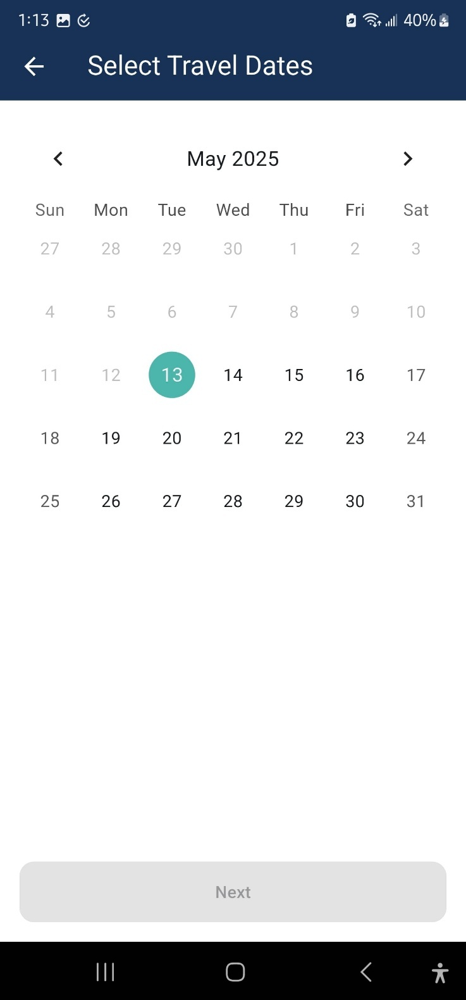 1:13 40%
Select Travel Dates
May 2025
Sun Mon Tue Wed Thu Fri Sat
27 28 29 30 1 2 3
4 5 6 7 8 9 10
11 12 13 14 15 16 17
18 19 20 21 22 23 24
25 26 27 28 29 30 31
Next